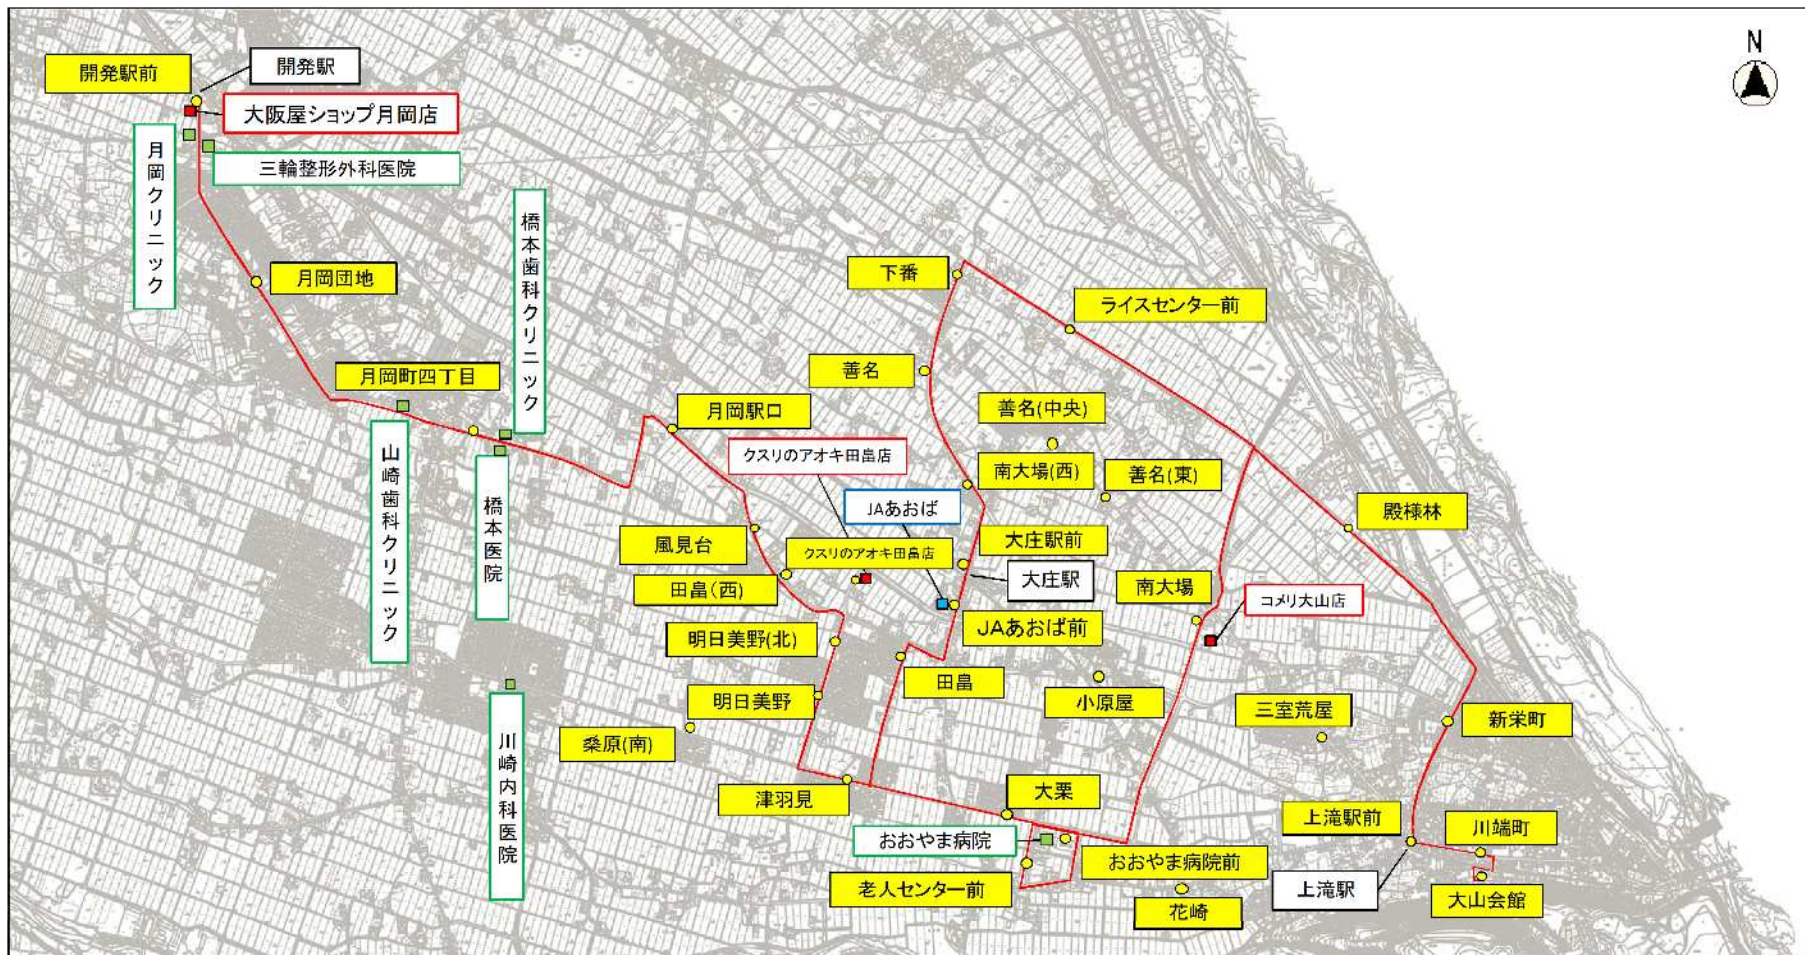 N
開発駅前
開発駅
大阪屋ショップ月岡店
月岡クリニック
三輪整形外科医院
橋本歯科クリニック
月岡団地
下番
ライスセンター前
月岡町四丁目
善名
月岡駅口
善名(中央)
クスリのアオキ田畠店
南大場(西)
善名(東)
山崎歯科クリニック
橋本医院
JAあおば
殿様林
風見台
クスリのアオキ田畠店
大庄駅前
田畠(西)
大庄駅
南大場
コメリ大山店
明日美野(北)
JAあおば前
明日美野
田畠
小原屋
三室荒屋
新栄町
桑原(南)
川崎内科医院
津羽見
大栗
上滝駅前
川端町
おおやま病院
おおやま病院前
老人センター前
上滝駅
大山会館
花崎